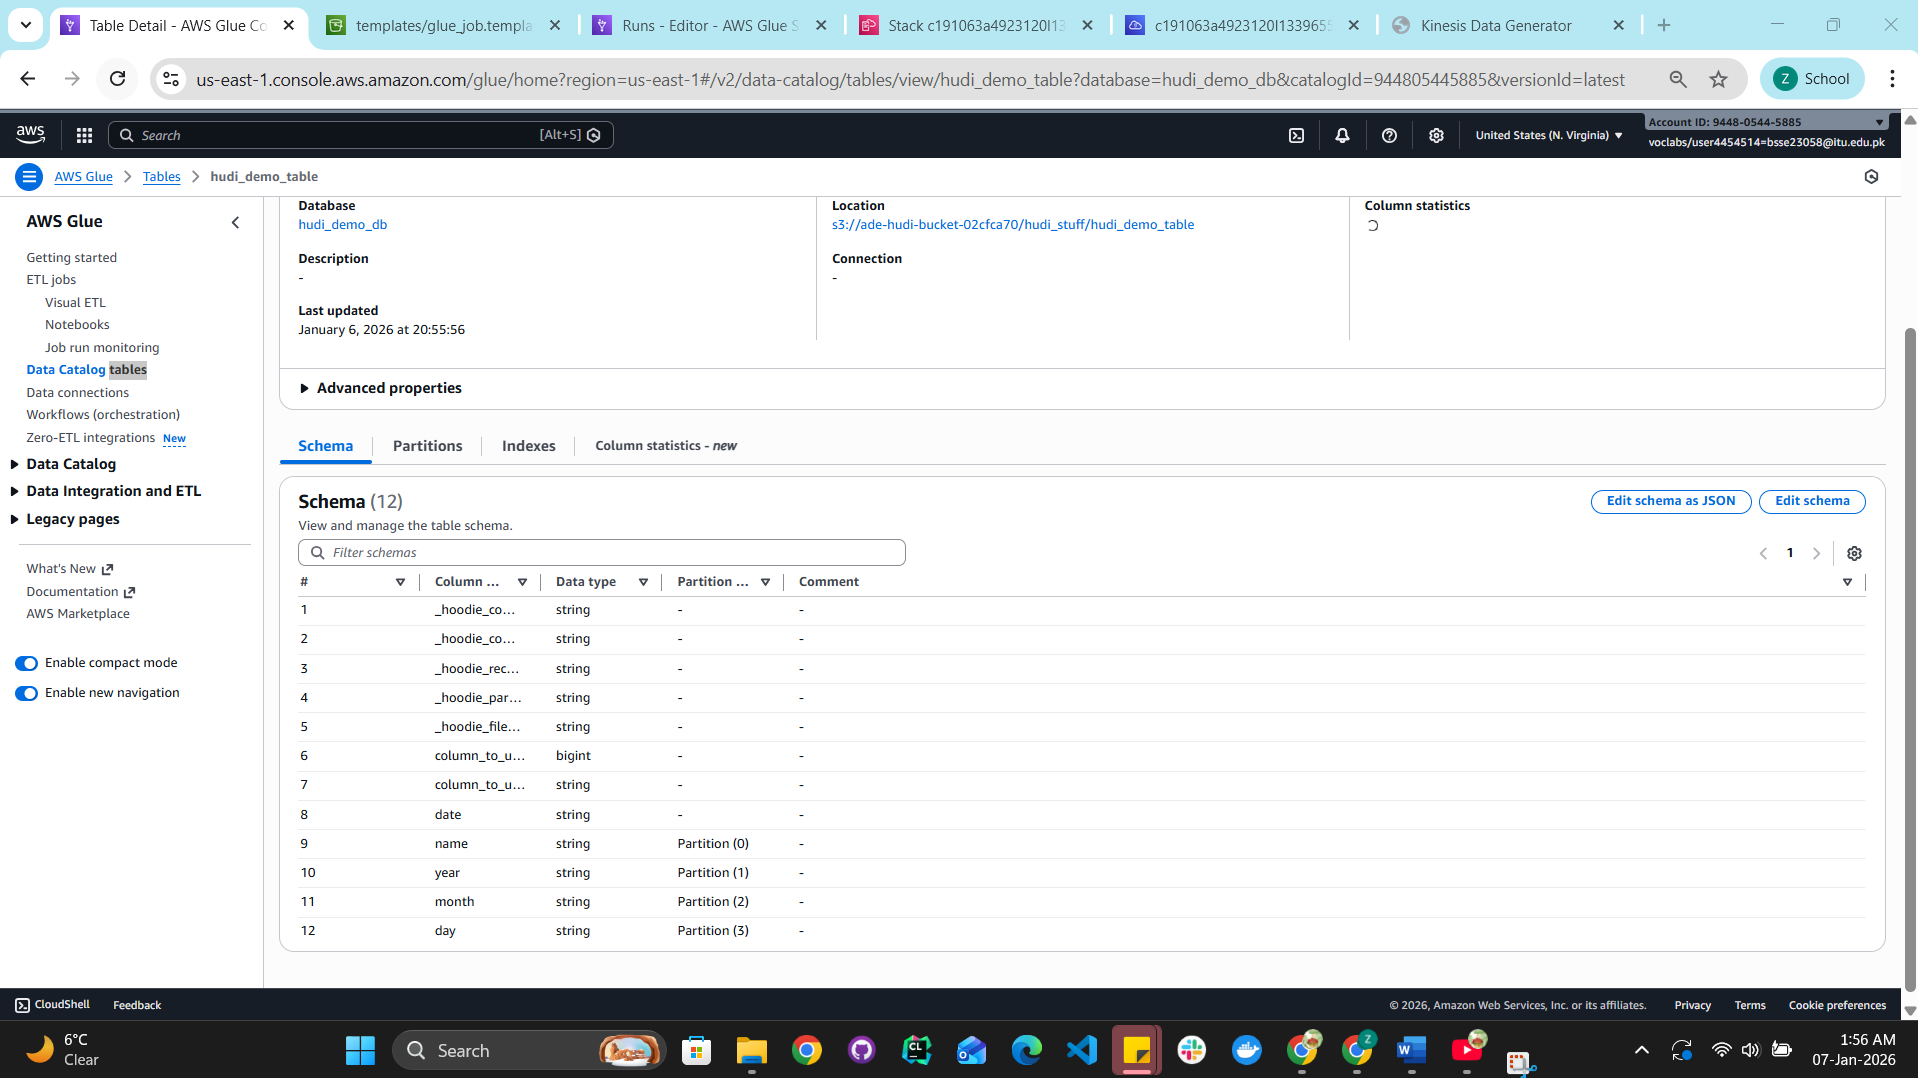 Table Detail - AWS Glue Co
templates/glue_job.templa
Runs - Editor - AWS Glue S
Stack c191063a4923120l13
c191063a4923120l1339655
Kinesis Data Generator
us-east-1.console.aws.amazon.com/glue/home?region=us-east-1#/v2/data-catalog/tables/view/hudi_demo_table?database=hudi_demo_db&catalogId=944805445885&versionId=latest
Z School
aws
Search [Alt+S]
United States (N. Virginia)
Account ID: 9448-0544-5885
voclabs/user4454514=bsse23058@itu.edu.pk
AWS Glue > Tables > hudi_demo_table
AWS Glue
Getting started
ETL jobs
Visual ETL
Notebooks
Job run monitoring
Data Catalog tables
Data connections
Workflows (orchestration)
Zero-ETL integrations New
Data Catalog
Data Integration and ETL
Legacy pages
What's New
Documentation
AWS Marketplace
Enable compact mode
Enable new navigation
Database
hudi_demo_db
Description
-
Last updated
January 6, 2026 at 20:55:56
Location
s3://ade-hudi-bucket-02cfca70/hudi_stuff/hudi_demo_table
Connection
-
Column statistics
Advanced properties
Schema
Partitions
Indexes
Column statistics - new
Schema (12)
View and manage the table schema.
Edit schema as JSON
Edit schema
Filter schemas
1
# Column ... Data type Partition ... Comment
1 _hoodie_co... string - -
2 _hoodie_co... string - -
3 _hoodie_rec... string - -
4 _hoodie_par... string - -
5 _hoodie_file... string - -
6 column_to_u... bigint - -
7 column_to_u... string - -
8 date string - -
9 name string Partition (0) -
10 year string Partition (1) -
11 month string Partition (2) -
12 day string Partition (3) -
CloudShell Feedback
© 2026, Amazon Web Services, Inc. or its affiliates. Privacy Terms Cookie preferences
6°C
Clear
Search
1:56 AM
07-Jan-2026